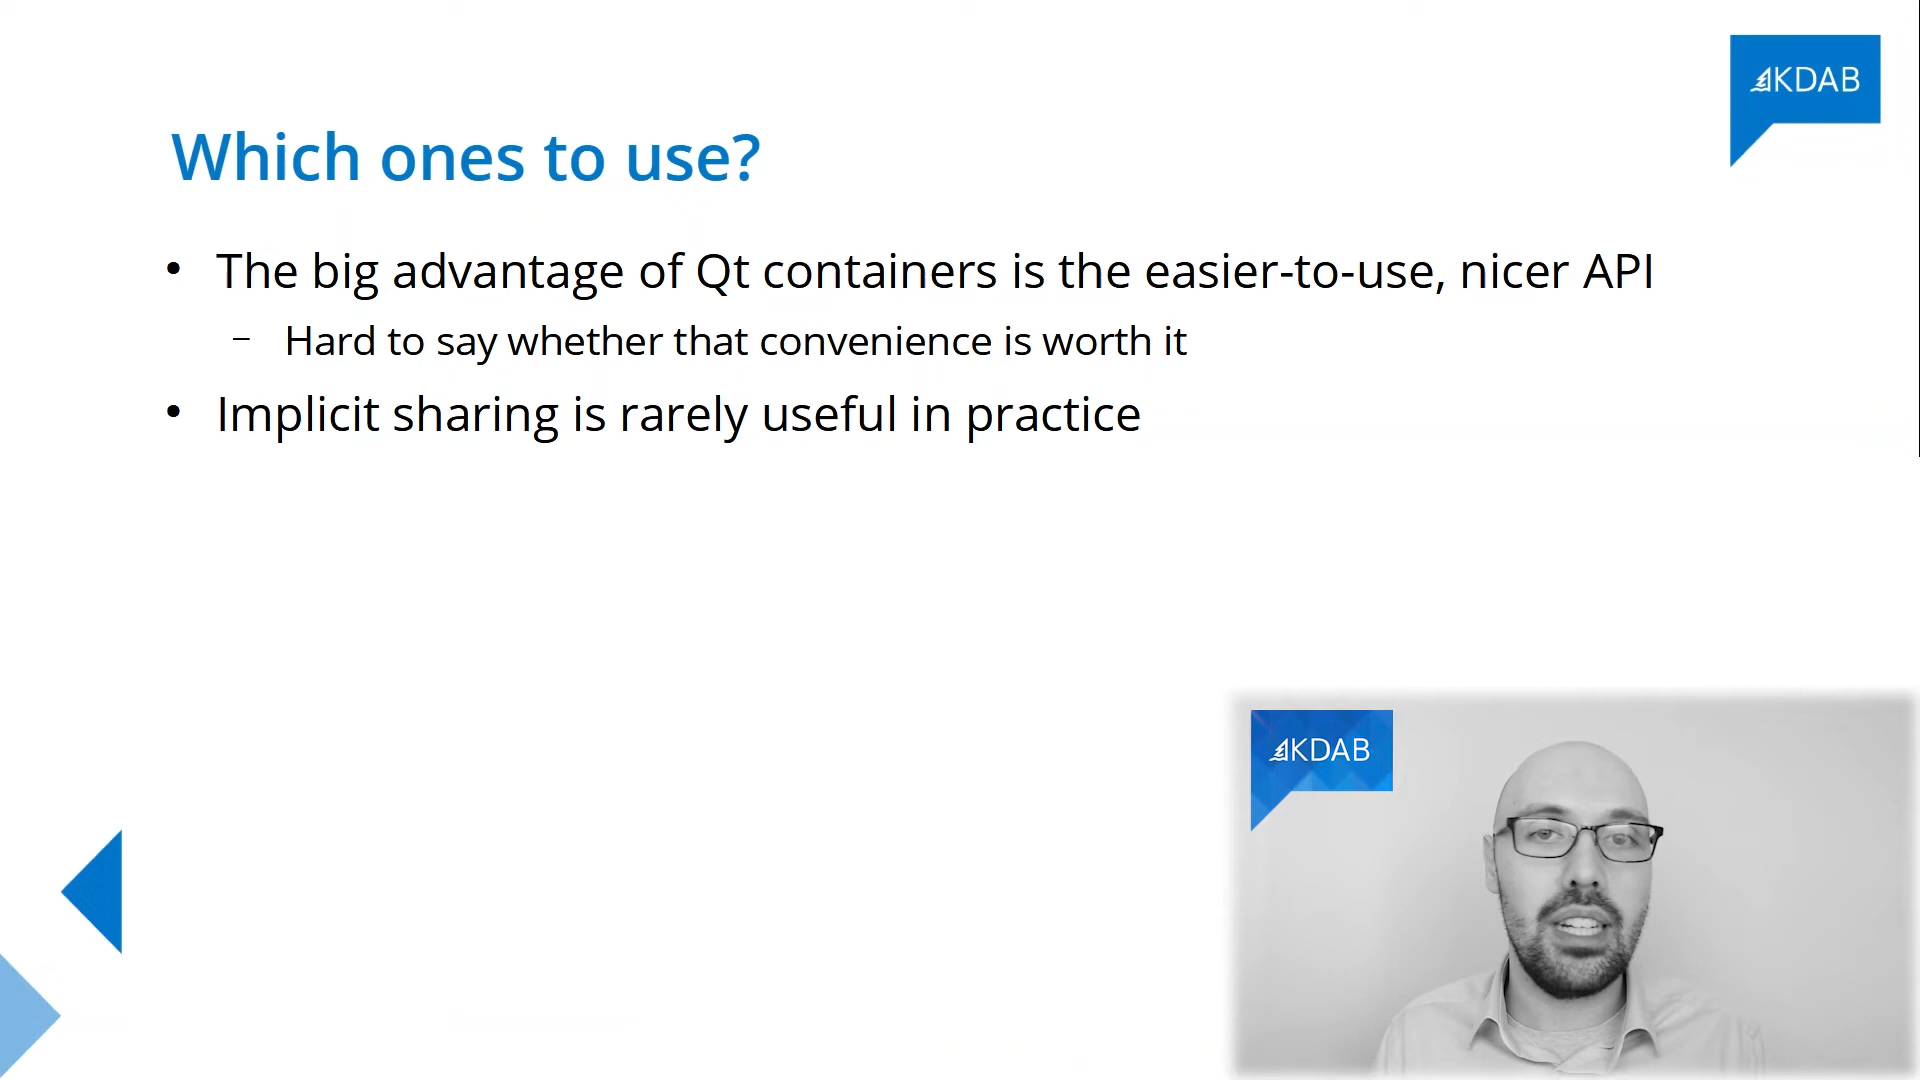 KDAB
Which ones to use?
• The big advantage of Qt containers is the easier-to-use, nicer API
– Hard to say whether that convenience is worth it
• Implicit sharing is rarely useful in practice
KDAB